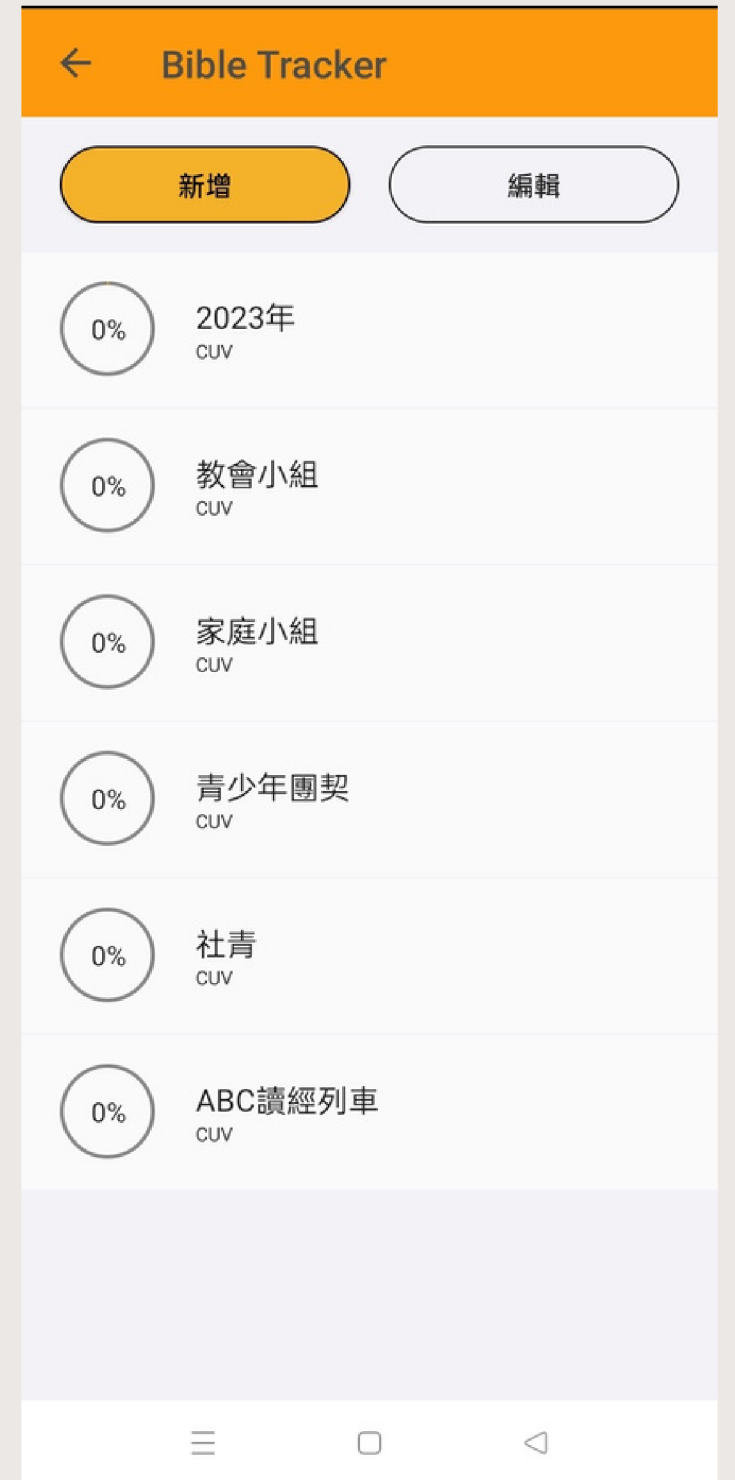 Bible Tracker
新增
編輯
0%
2023年
CUV
0%
教會小組
CUV
0%
家庭小組
CUV
0%
青少年團契
CUV
0%
社青
CUV
0%
ABC讀經列車
CUV